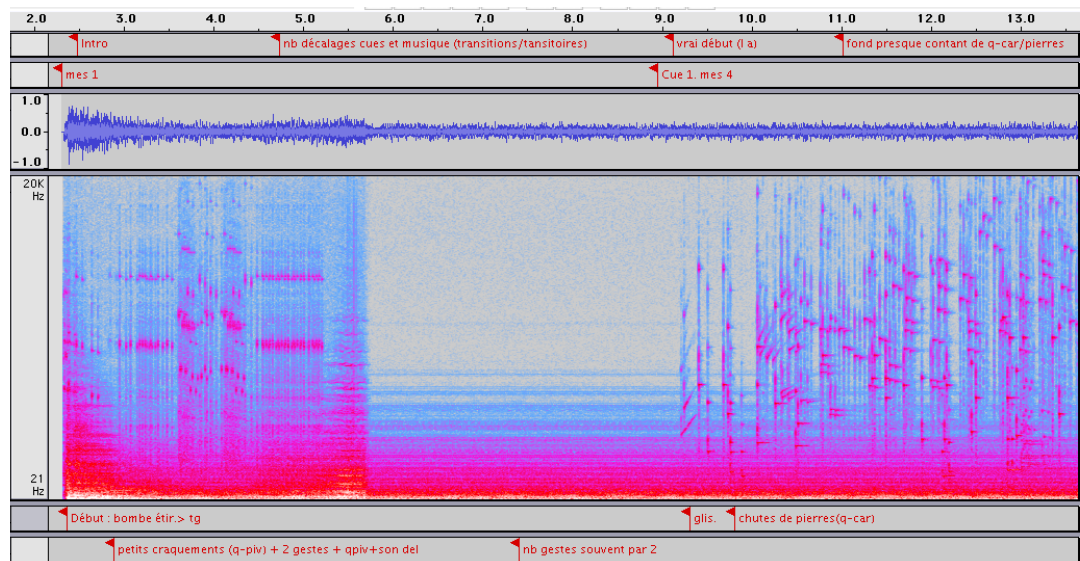 2.0 3.0 4.0 5.0 6.0 7.0 8.0 9.0 10.0 11.0 12.0 13.0
Intro nb décalages cues et musique (transitions/tansitoires) vrai début (l a) fond presque contant de q-car/pierres
mes 1 Cue 1. mes 4
1.0
0.0
-1.0
20K
Hz
21
Hz
Début : bombe étir.> tg glis. chutes de pierres(q-car)
petits craquements (q-piv) + 2 gestes + qpiv+son del nb gestes souvent par 2